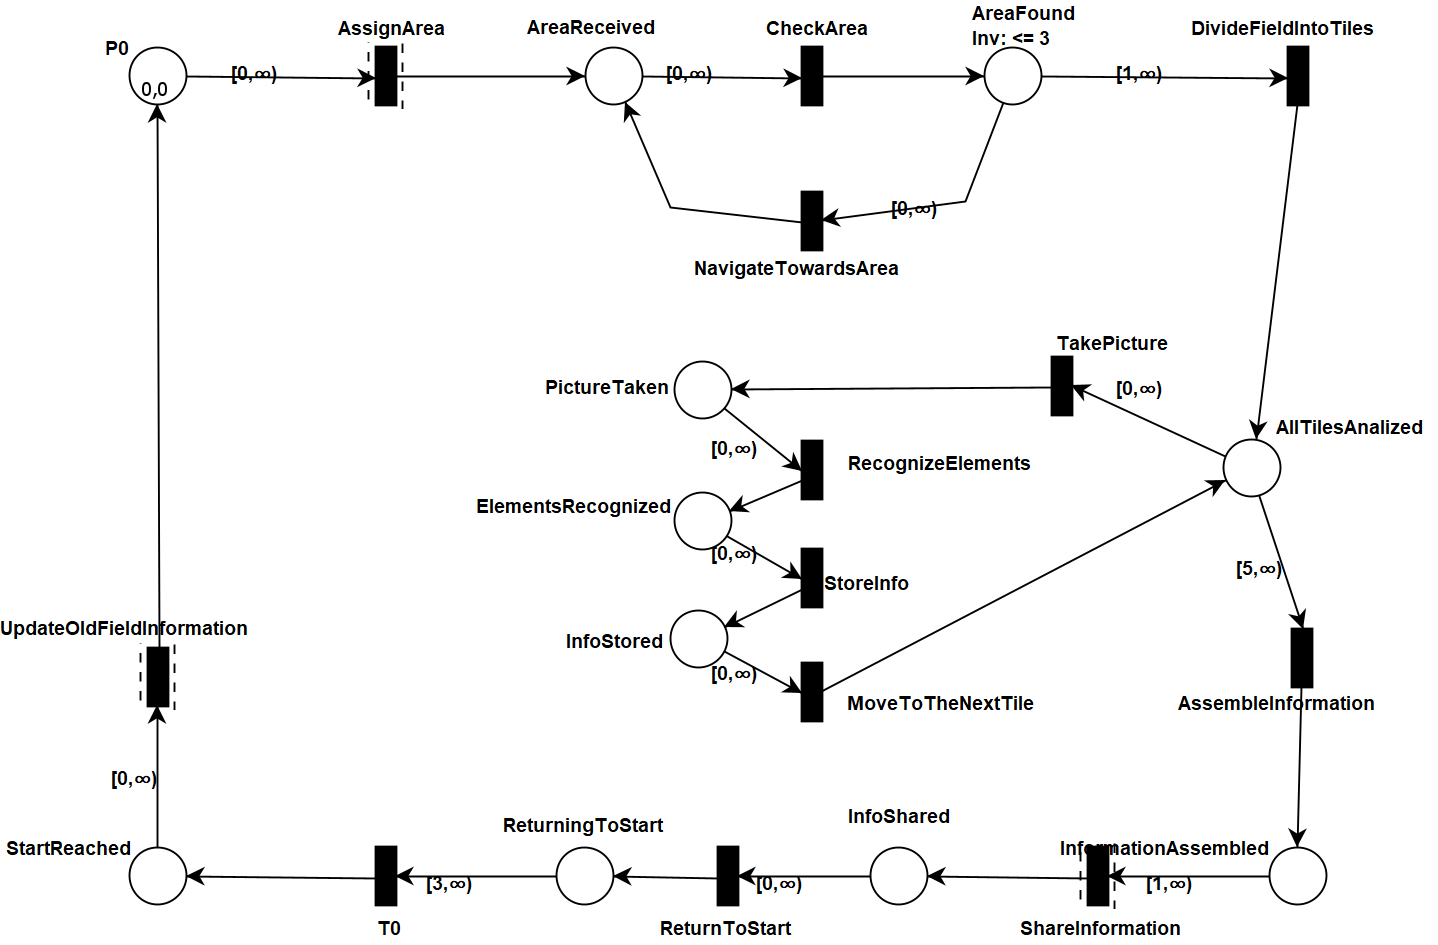 AssignArea
AreaReceived
CheckArea
AreaFound
Inv: <= 3
DivideFieldIntoTiles
P0
0,0
[0,∞)
[0,∞)
[1,∞)
[0,∞)
NavigateTowardsArea
TakePicture
[0,∞)
PictureTaken
AllTilesAnalized
[0,∞)
RecognizeElements
ElementsRecognized
[0,∞)
StoreInfo
[5,∞)
InfoStored
[0,∞)
MoveToTheNextTile
AssembleInformation
UpdateOldFieldInformation
[0,∞)
StartReached
ReturningToStart
InfoShared
InformationAssembled
[3,∞)
[0,∞)
[1,∞)
T0
ReturnToStart
ShareInformation